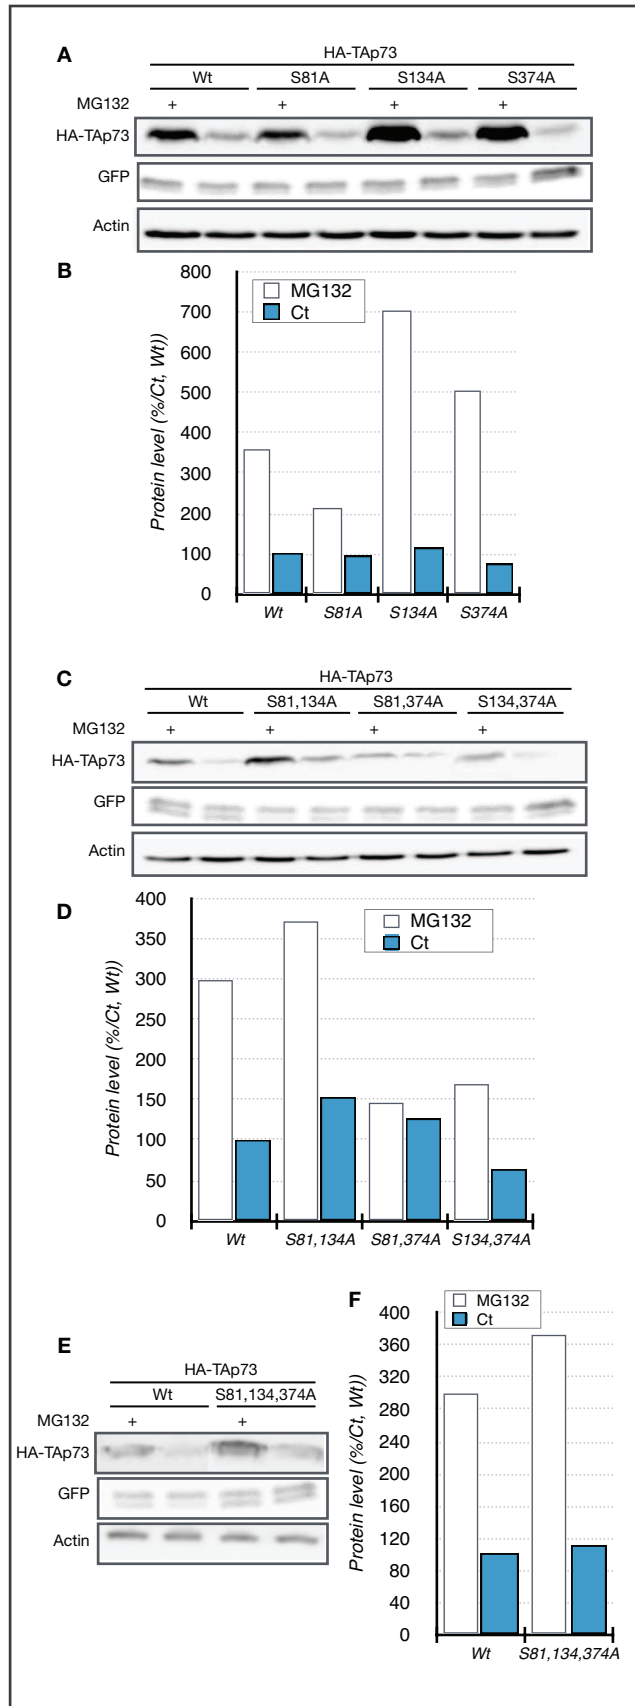 A
HA-TAp73
Wt S81A S134A S374A
MG132 + + + +
HA-TAp73
GFP
Actin
B
800
700
600
500
400
300
200
100
0
Protein level (%/Ct, Wt))
MG132
Ct
Wt S81A S134A S374A
C
HA-TAp73
Wt S81,134A S81,374A S134,374A
MG132 + + + +
HA-TAp73
GFP
Actin
D
400
350
300
250
200
150
100
50
0
Protein level (%/Ct, Wt))
MG132
Ct
Wt S81,134A S81,374A S134,374A
E
HA-TAp73
Wt S81,134,374A
MG132 + +
HA-TAp73
GFP
Actin
F
400
360
320
280
240
200
160
120
80
40
0
Protein level (%/Ct, Wt))
MG132
Ct
Wt S81,134,374A